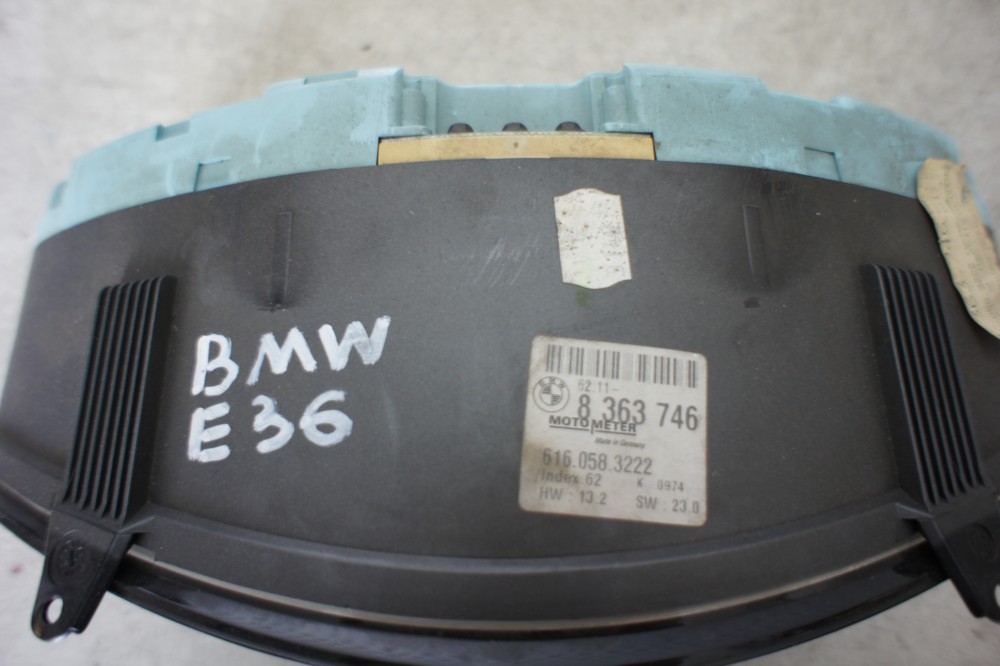 BMW
E36
62.11-
8 363 746
MOTOMETER
Made in Germany
616.058.3222
Index 62 K 0974
HW : 13.2 SW : 23.0